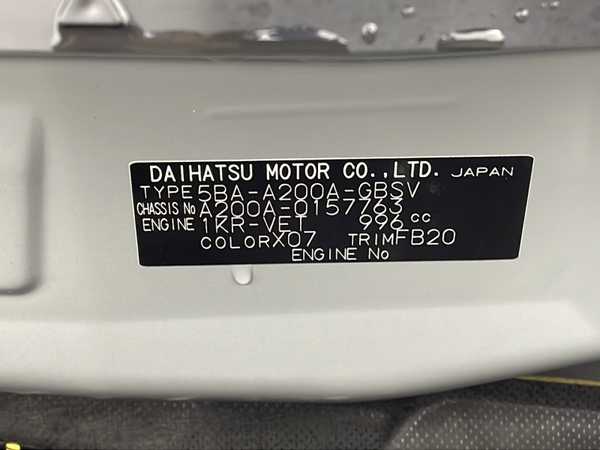 DAIHATSU MOTOR CO.,LTD. JAPAN
TYPE 5BA-A200A-GBSV
CHASSIS No A200A-0157763
ENGINE 1KR-VET 996 cc
COLOR X07 TRIM FB20
ENGINE No